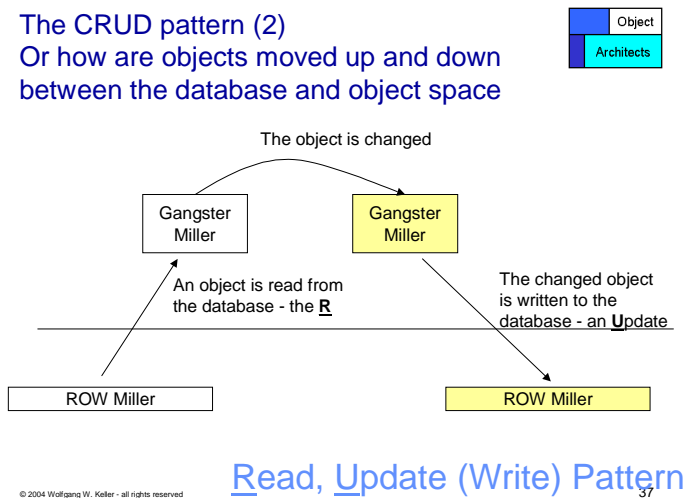 The CRUD pattern (2)
Or how are objects moved up and down
between the database and object space
Object
Architects
The object is changed
Gangster
Miller
Gangster
Miller
An object is read from
the database - the R
The changed object
is written to the
database - an Update
ROW Miller
ROW Miller
Read, Update (Write) Pattern
© 2004 Wolfgang W. Keller - all rights reserved
37